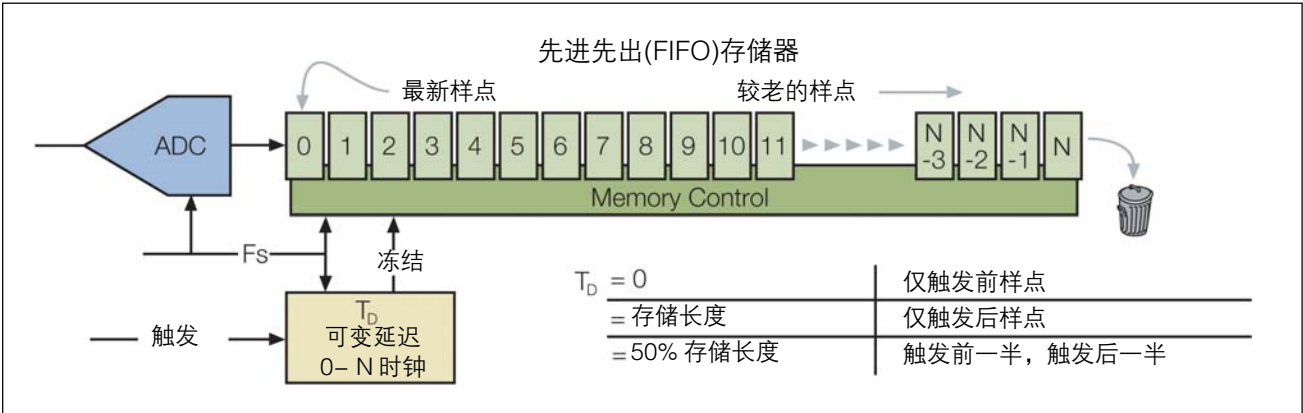 先进先出(FIFO)存储器
最新样点
较老的样点
ADC
0 1 2 3 4 5 6 7 8 9 10 11
N-3 N-2 N-1 N
Memory Control
Fs
冻结
T_D
可变延迟
0– N 时钟
触发
T_D = 0 仅触发前样点
= 存储长度 仅触发后样点
= 50% 存储长度 触发前一半，触发后一半